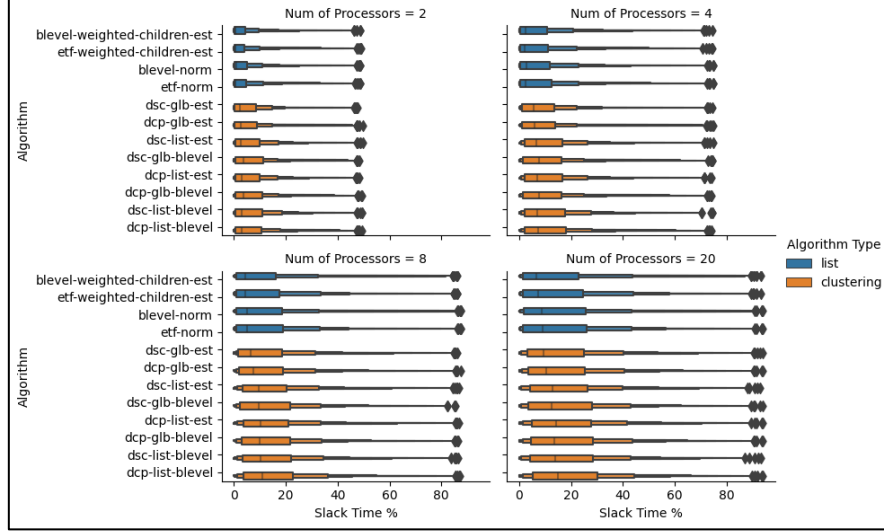 Num of Processors = 2
Num of Processors = 4
blevel-weighted-children-est
etf-weighted-children-est
blevel-norm
etf-norm
dsc-glb-est
dcp-glb-est
dsc-list-est
dsc-glb-blevel
dcp-list-est
dcp-glb-blevel
dsc-list-blevel
dcp-list-blevel
Algorithm
Algorithm Type
list
clustering
Num of Processors = 8
Num of Processors = 20
blevel-weighted-children-est
etf-weighted-children-est
blevel-norm
etf-norm
dsc-glb-est
dcp-glb-est
dsc-list-est
dsc-glb-blevel
dcp-list-est
dcp-glb-blevel
dsc-list-blevel
dcp-list-blevel
Algorithm
0 20 40 60 80
0 20 40 60 80
Slack Time %
Slack Time %